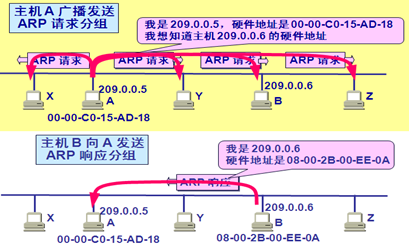 主机 A 广播发送
ARP 请求分组
我是 209.0.0.5，硬件地址是 00-00-C0-15-AD-18
我想知道主机 209.0.0.6 的硬件地址
ARP 请求
ARP 请求
ARP 请求
ARP 请求
209.0.0.5
209.0.0.6
X
A
Y
B
Z
00-00-C0-15-AD-18
主机 B 向 A 发送
ARP 响应分组
我是 209.0.0.6
硬件地址是 08-00-2B-00-EE-0A
ARP 响应
209.0.0.5
209.0.0.6
X
A
Y
B
Z
00-00-C0-15-AD-18
08-00-2B-00-EE-0A